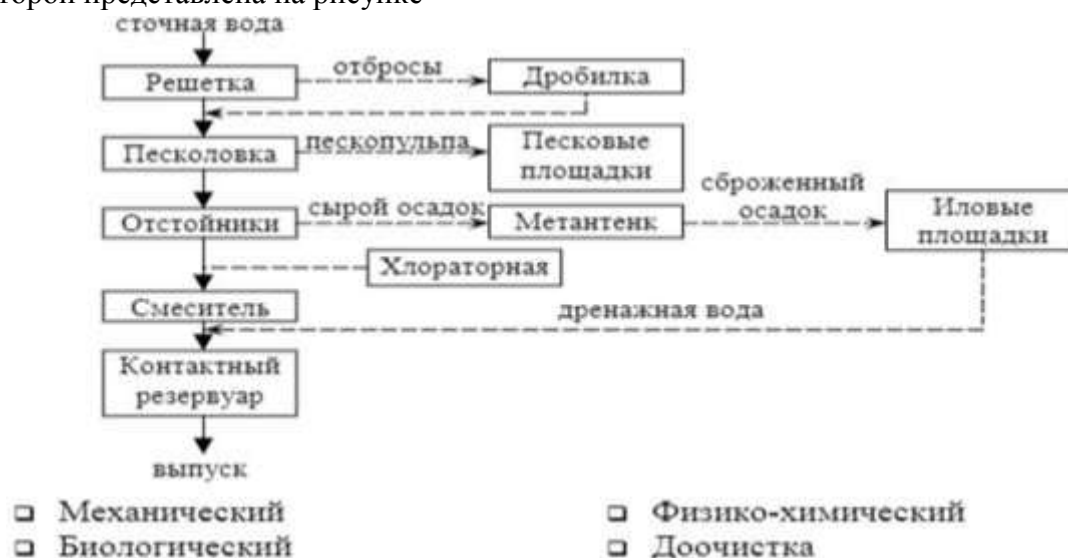 торой представлена на рисунке
сточная вода
Решетка
отбросы
Дробилка
Песколовка
пескопульпа
Песковые
площадки
Отстойники
сырой осадок
Метантенк
сброженный
осадок
Иловые
площадки
Хлораторная
Смеситель
дренажная вода
Контактный
резервуар
выпуск
Механический
Физико-химический
Биологический
Доочистка